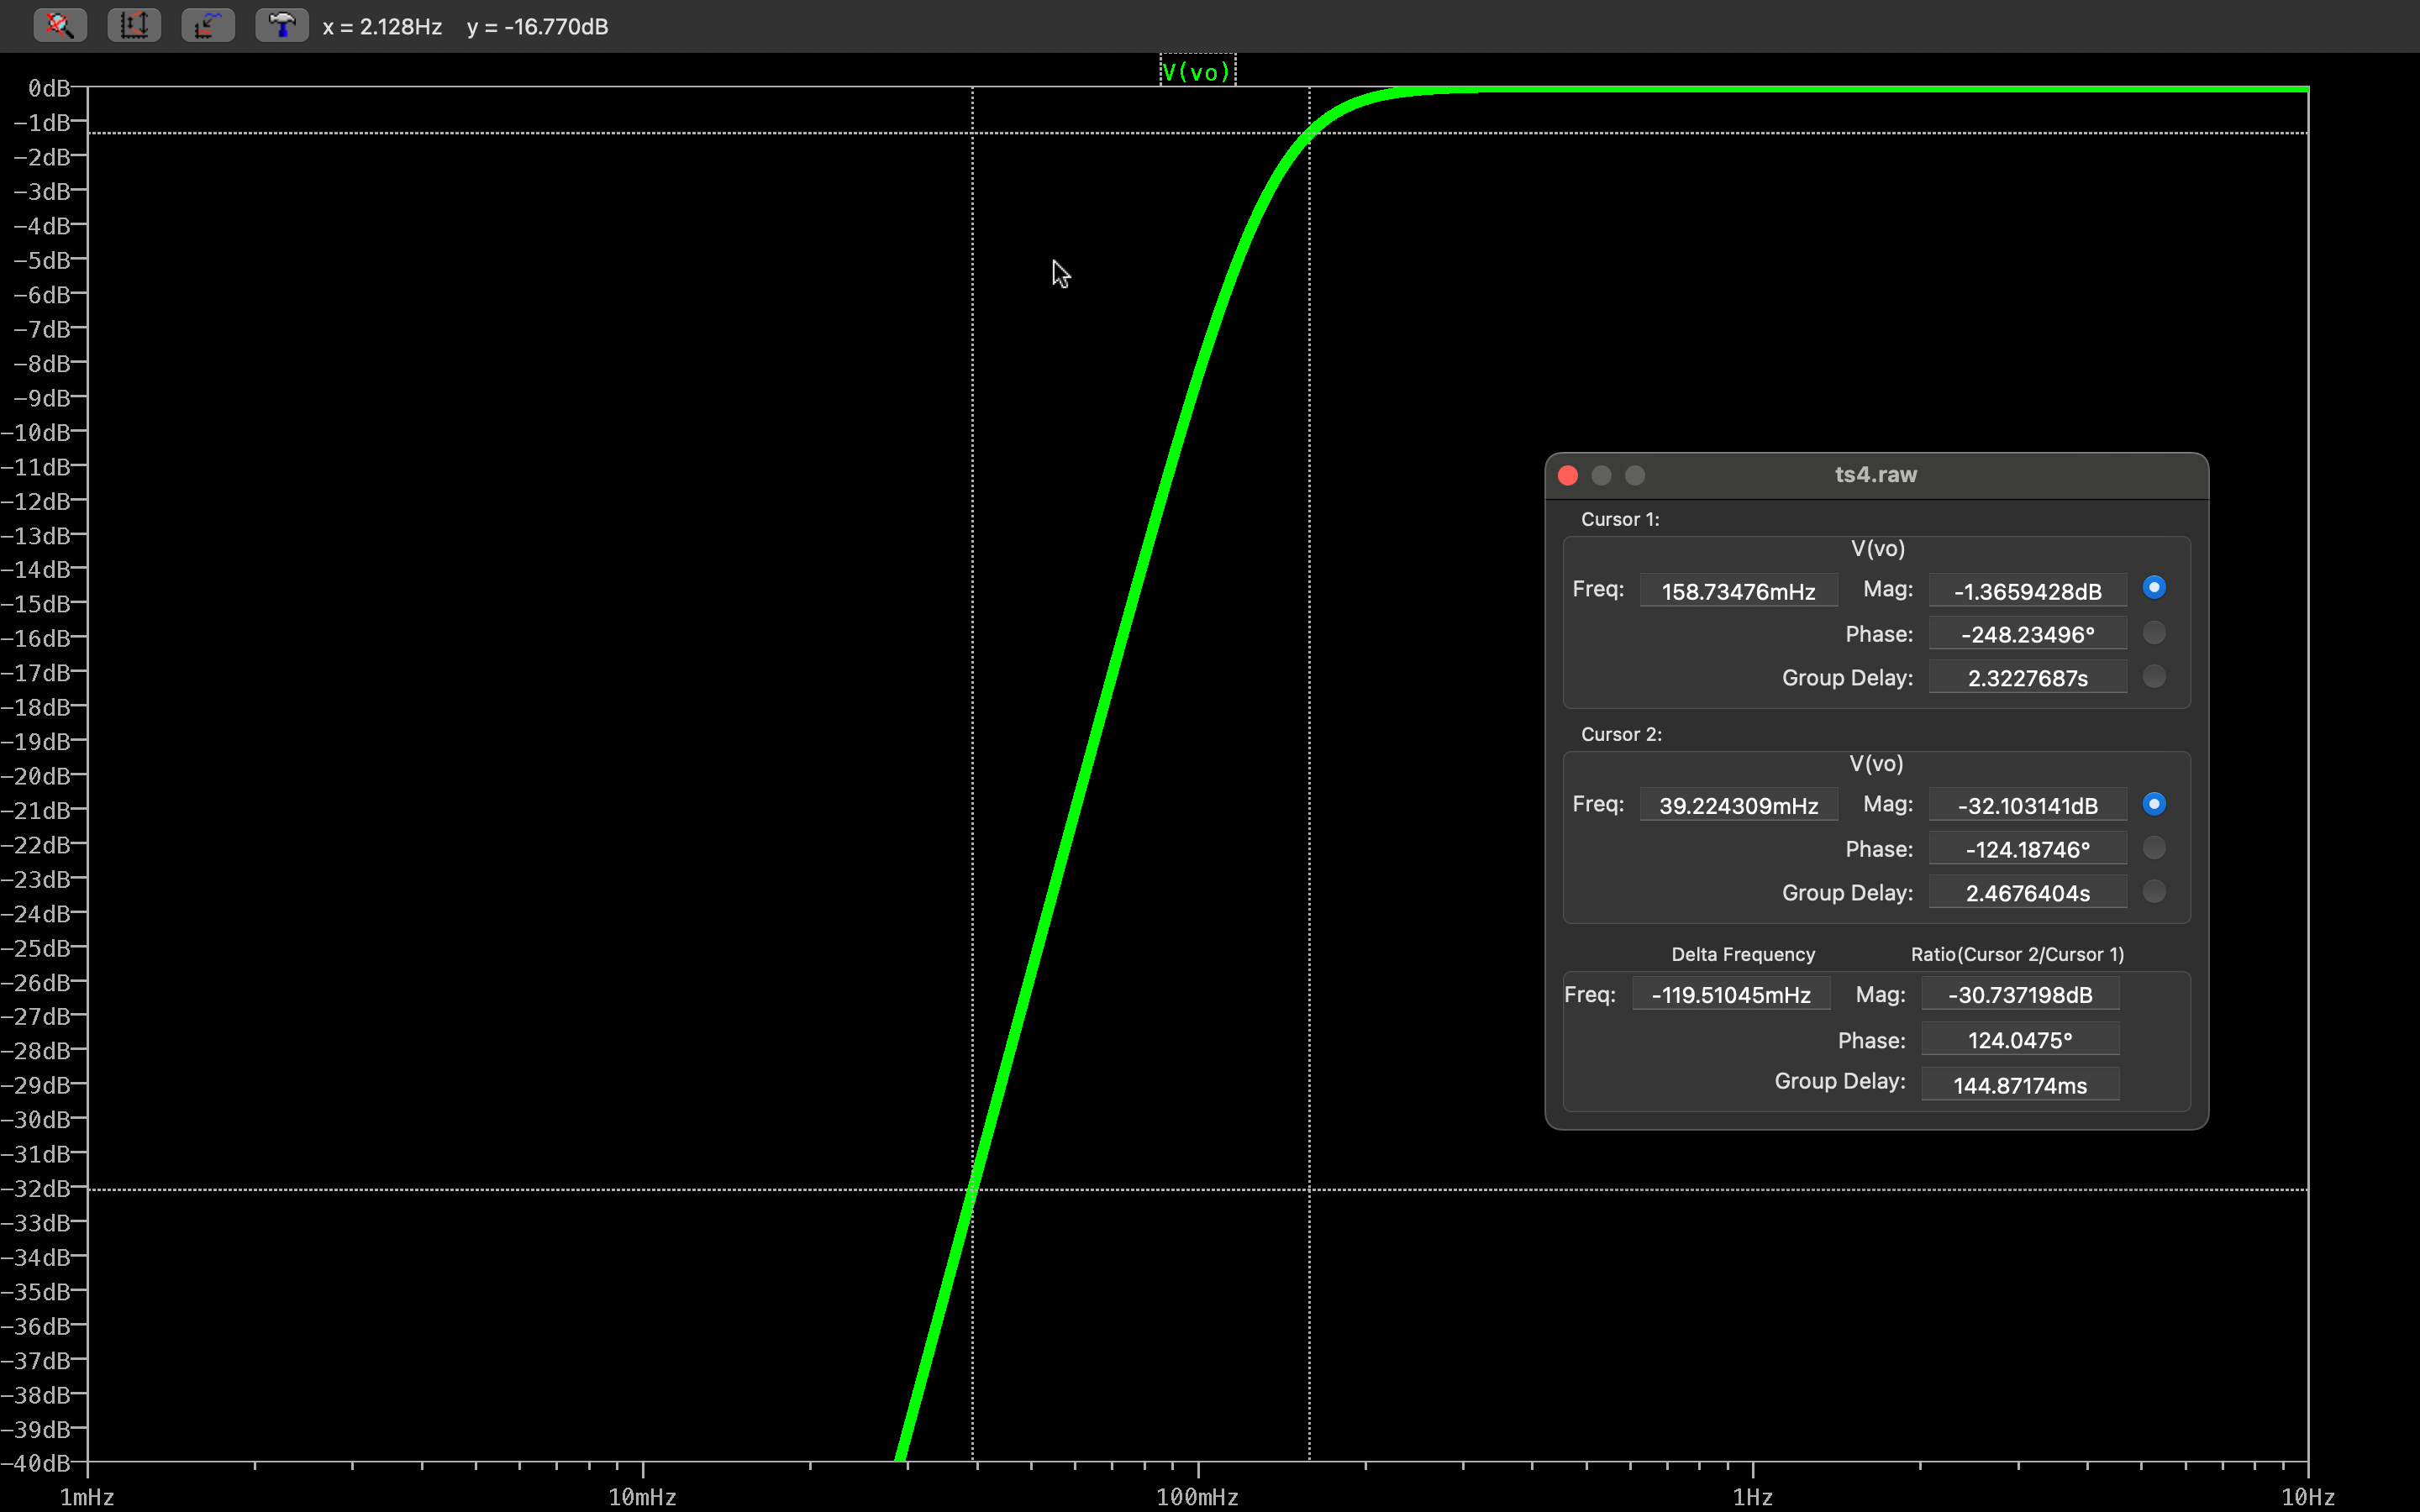 x = 2.128Hz y = -16.770dB
V(vo)
0dB
-1dB
-2dB
-3dB
-4dB
-5dB
-6dB
-7dB
-8dB
-9dB
-10dB
-11dB
-12dB
-13dB
-14dB
-15dB
-16dB
-17dB
-18dB
-19dB
-20dB
-21dB
-22dB
-23dB
-24dB
-25dB
-26dB
-27dB
-28dB
-29dB
-30dB
-31dB
-32dB
-33dB
-34dB
-35dB
-36dB
-37dB
-38dB
-39dB
-40dB
1mHz 10mHz 100mHz 1Hz 10Hz
ts4.raw
Cursor 1:
V(vo)
Freq: 158.73476mHz Mag: -1.3659428dB
Phase: -248.23496°
Group Delay: 2.3227687s
Cursor 2:
V(vo)
Freq: 39.224309mHz Mag: -32.103141dB
Phase: -124.18746°
Group Delay: 2.4676404s
Delta Frequency Ratio(Cursor 2/Cursor 1)
Freq: -119.51045mHz Mag: -30.737198dB
Phase: 124.0475°
Group Delay: 144.87174ms